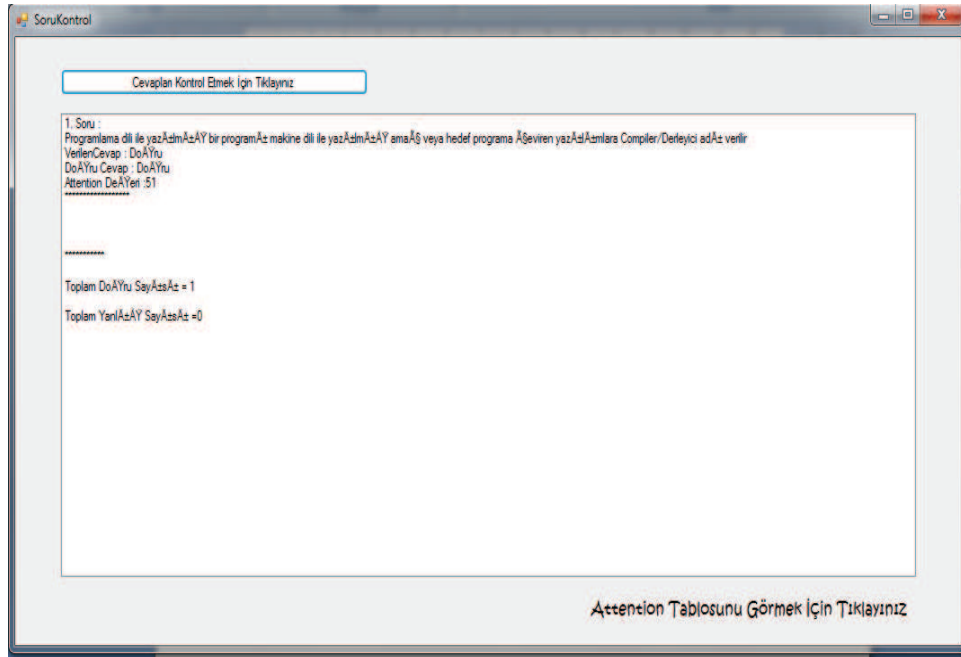 SoruKontrol
Cevapları Kontrol Etmek İçin Tıklayınız
1. Soru :
Programlama dili ile yazÄ±lmÄ±ÅŸ bir programÄ± makine dili ile yazÄ±lmÄ±ÅŸ amaÃ§ veya hedef programa Ã§eviren yazÄ±lÄ±mlara Compiler/Derleyici adÄ± verilir
VerilenCevap : DoÄŸru
DoÄŸru Cevap : DoÄŸru
Attention DeÄŸeri :51
******************
***********
Toplam DoÄŸru SayÄ±sÄ± = 1
Toplam YanlÄ±ÅŸ SayÄ±sÄ± =0
Attention Tablosunu Görmek İçin Tıklayınız